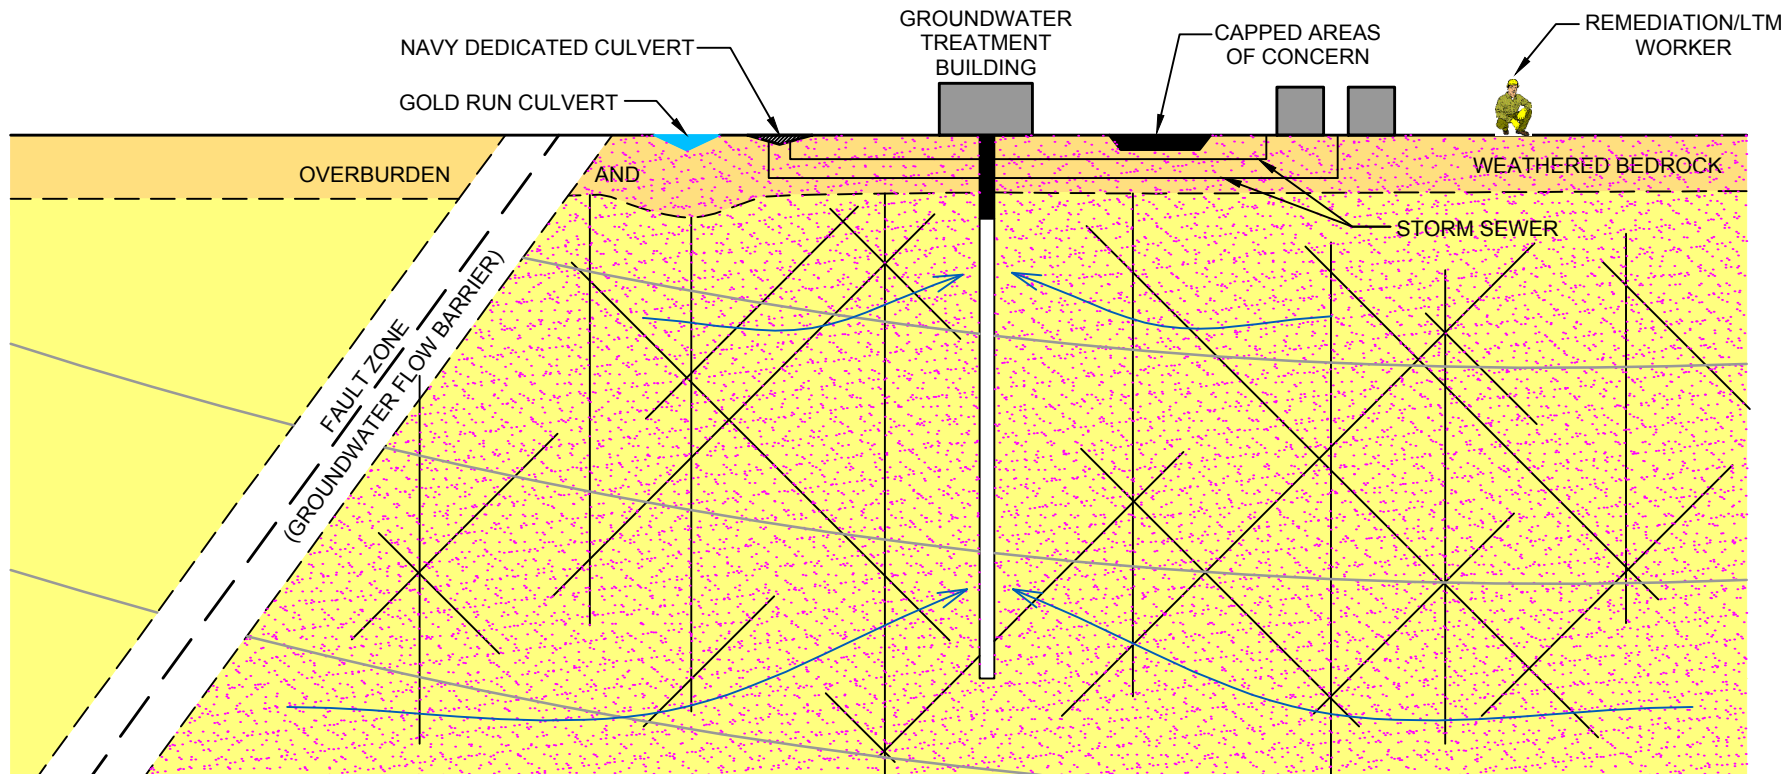 GROUNDWATER
TREATMENT
BUILDING
NAVY DEDICATED CULVERT
GOLD RUN CULVERT
CAPPED AREAS
OF CONCERN
REMEDIATION/LTM
WORKER
OVERBURDEN AND WEATHERED BEDROCK
STORM SEWER
FAULT ZONE
(GROUNDWATER FLOW BARRIER)